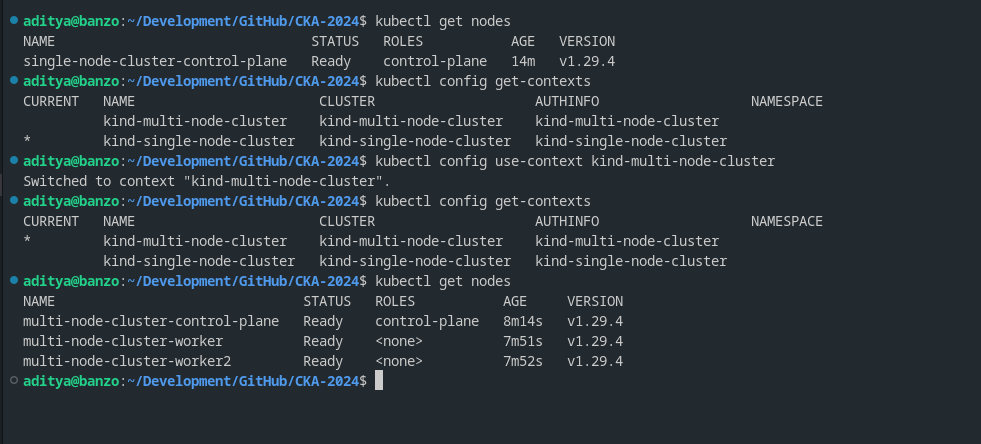 aditya@banzo:~/Development/GitHub/CKA-2024$ kubectl get nodes
NAME                                STATUS   ROLES           AGE   VERSION
single-node-cluster-control-plane   Ready    control-plane   14m   v1.29.4
aditya@banzo:~/Development/GitHub/CKA-2024$ kubectl config get-contexts
CURRENT   NAME                       CLUSTER                    AUTHINFO                   NAMESPACE
          kind-multi-node-cluster    kind-multi-node-cluster    kind-multi-node-cluster
*         kind-single-node-cluster   kind-single-node-cluster   kind-single-node-cluster
aditya@banzo:~/Development/GitHub/CKA-2024$ kubectl config use-context kind-multi-node-cluster
Switched to context "kind-multi-node-cluster".
aditya@banzo:~/Development/GitHub/CKA-2024$ kubectl config get-contexts
CURRENT   NAME                       CLUSTER                    AUTHINFO                   NAMESPACE
*         kind-multi-node-cluster    kind-multi-node-cluster    kind-multi-node-cluster
          kind-single-node-cluster   kind-single-node-cluster   kind-single-node-cluster
aditya@banzo:~/Development/GitHub/CKA-2024$ kubectl get nodes
NAME                               STATUS   ROLES           AGE     VERSION
multi-node-cluster-control-plane   Ready    control-plane   8m14s   v1.29.4
multi-node-cluster-worker          Ready    <none>          7m51s   v1.29.4
multi-node-cluster-worker2         Ready    <none>          7m52s   v1.29.4
aditya@banzo:~/Development/GitHub/CKA-2024$